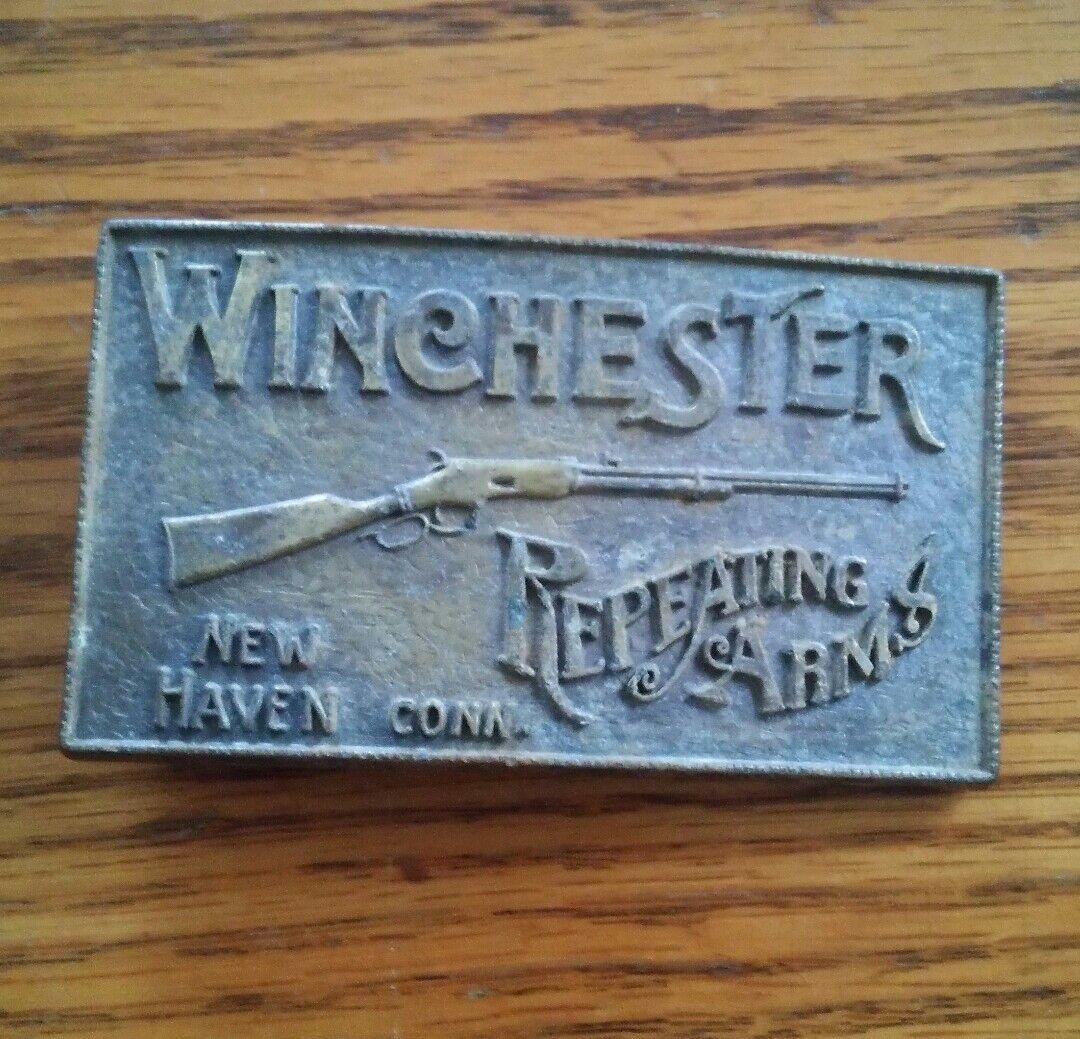 WINCHESTER
REPEATING
ARMS
NEW
HAVEN CONN.